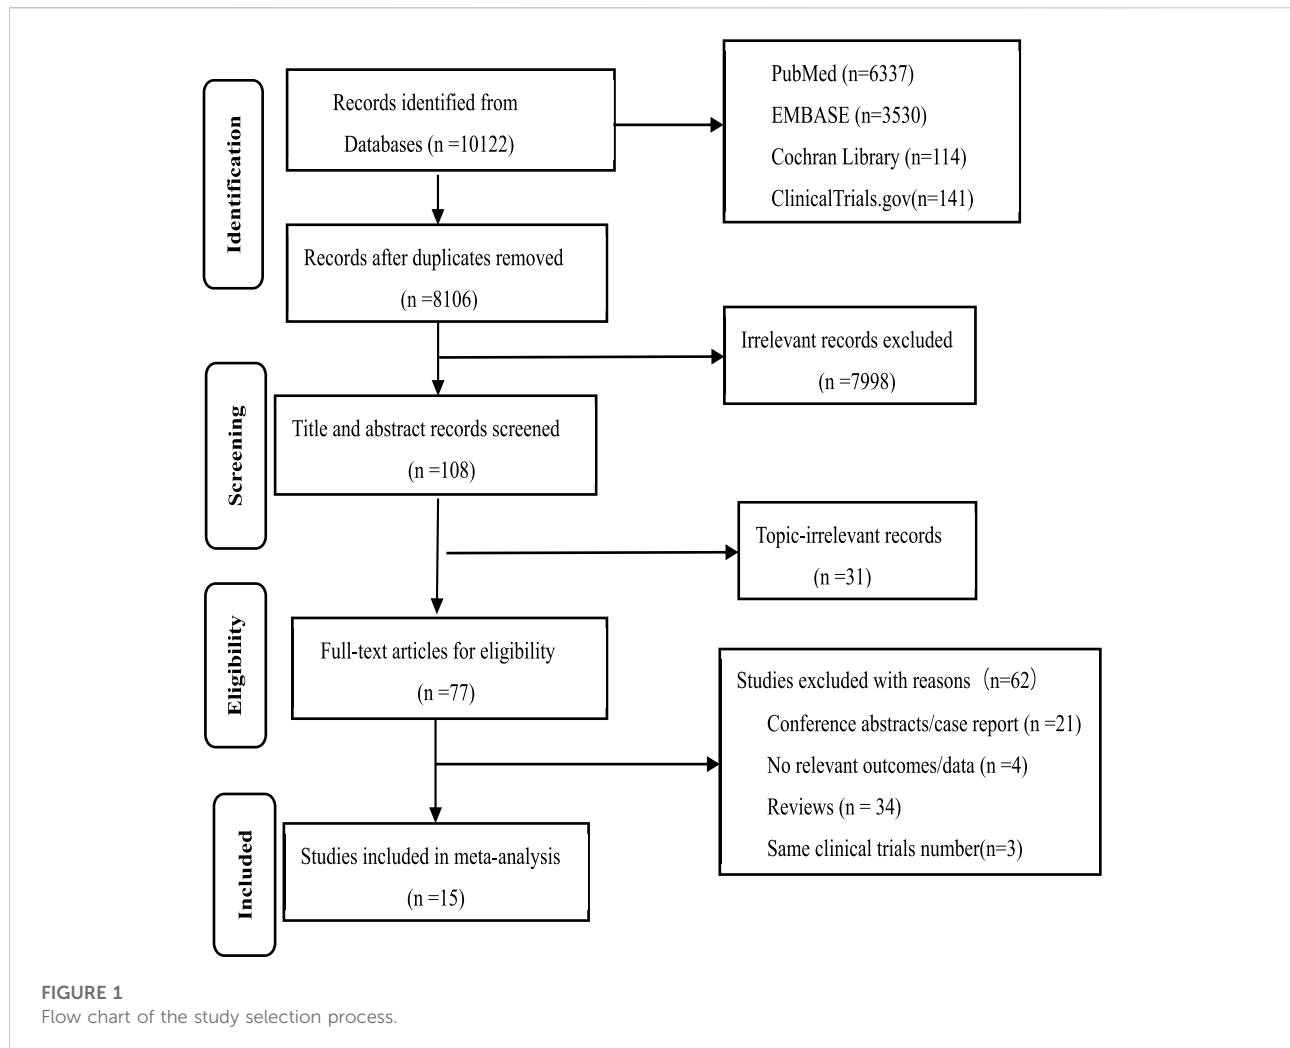 Identification
Records identified from
Databases (n =10122)
PubMed (n=6337)
EMBASE (n=3530)
Cochran Library (n=114)
ClinicalTrials.gov(n=141)
Records after duplicates removed
(n =8106)
Irrelevant records excluded
(n =7998)
Screening
Title and abstract records screened
(n =108)
Topic-irrelevant records
(n =31)
Eligibility
Full-text articles for eligibility
(n =77)
Studies excluded with reasons（n=62）
Conference abstracts/case report (n =21)
No relevant outcomes/data (n =4)
Reviews (n = 34)
Same clinical trials number(n=3)
Included
Studies included in meta-analysis
(n =15)
FIGURE 1
Flow chart of the study selection process.